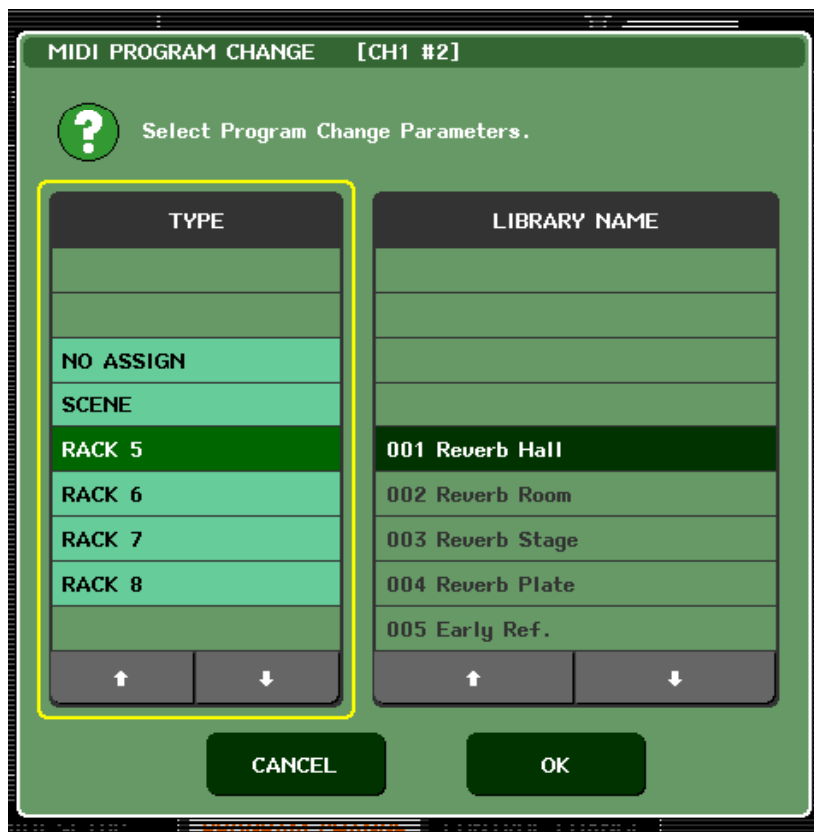 MIDI PROGRAM CHANGE [CH1 #2]
Select Program Change Parameters.
TYPE
NO ASSIGN
SCENE
RACK 5
RACK 6
RACK 7
RACK 8
LIBRARY NAME
001 Reverb Hall
002 Reverb Room
003 Reverb Stage
004 Reverb Plate
005 Early Ref.
CANCEL
OK